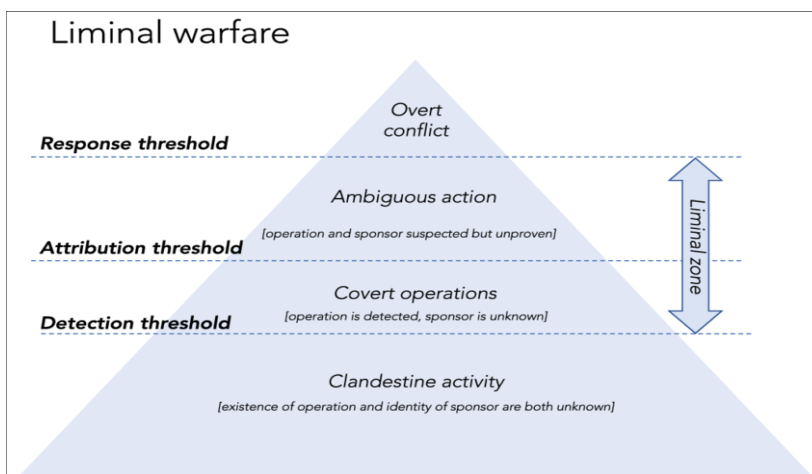 Liminal warfare
Overt
conflict
Response threshold
Ambiguous action
[operation and sponsor suspected but unproven]
Attribution threshold
Covert operations
[operation is detected, sponsor is unknown]
Detection threshold
Clandestine activity
[existence of operation and identity of sponsor are both unknown]
Liminal zone